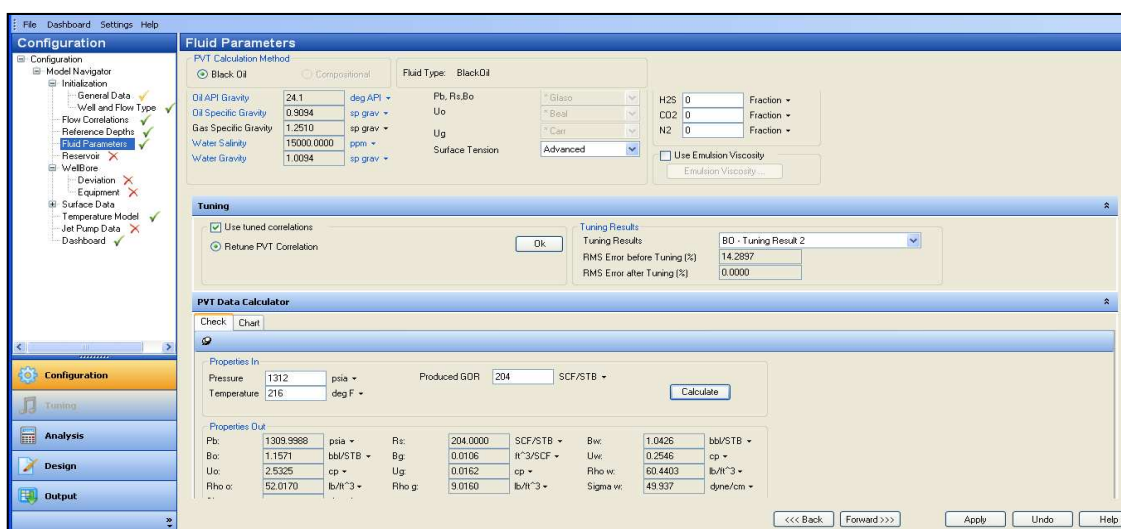 File Dashboard Settings Help
Configuration
Configuration
Model Navigator
Initialization
General Data
Well and Flow Type
Flow Correlations
Reference Depths
Fluid Parameters
Reservoir
WellBore
Deviation
Equipment
Surface Data
Temperature Model
Jet Pump Data
Dashboard
Configuration
Tuning
Analysis
Design
Output
Fluid Parameters
PVT Calculation Method
Black Oil Compositional
Fluid Type: BlackOil
Oil API Gravity 24.1 deg API
Oil Specific Gravity 0.9094 sp grav
Gas Specific Gravity 1.2510 sp grav
Water Salinity 15000.0000 ppm
Water Gravity 1.0094 sp grav
Pb, Rs,Bo * Glaso
Uo * Beal
Ug * Carr
Surface Tension Advanced
H2S 0 Fraction
CO2 0 Fraction
N2 0 Fraction
Use Emulsion Viscosity
Emulsion Viscosity ...
Tuning
Use tuned correlations
Retune PVT Correlation
Ok
Tuning Results
Tuning Results BO - Tuning Result 2
RMS Error before Tuning (%) 14.2897
RMS Error after Tuning (%) 0.0000
PVT Data Calculator
Check Chart
Properties In
Pressure 1312 psia Produced GOR 204 SCF/STB
Temperature 216 deg F
Calculate
Properties Out
Pb: 1309.9988 psia Rs: 204.0000 SCF/STB Bw: 1.0426 bbl/STB
Bo: 1.1571 bbl/STB Bg: 0.0106 ft^3/SCF Uw: 0.2546 cp
Uo: 2.5325 cp Ug: 0.0162 cp Rho w: 60.4403 lb/ft^3
Rho o: 52.0170 lb/ft^3 Rho g: 9.0160 lb/ft^3 Sigma w: 49.937 dyne/cm
<<< Back Forward >>> Apply Undo Help